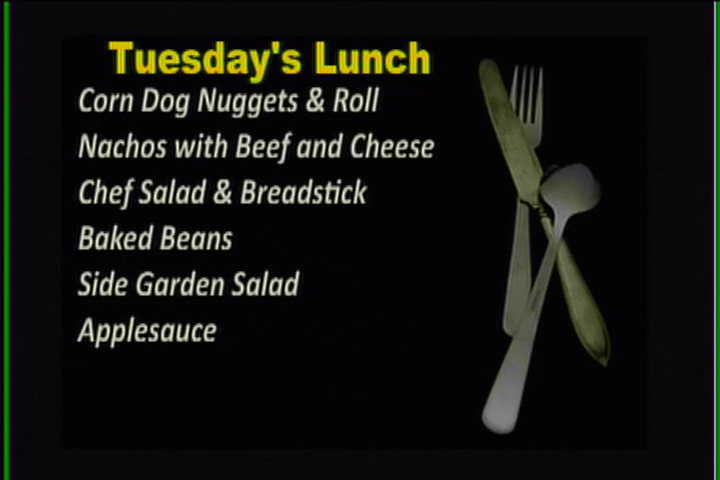 Tuesday's Lunch
Corn Dog Nuggets & Roll
Nachos with Beef and Cheese
Chef Salad & Breadstick
Baked Beans
Side Garden Salad
Applesauce